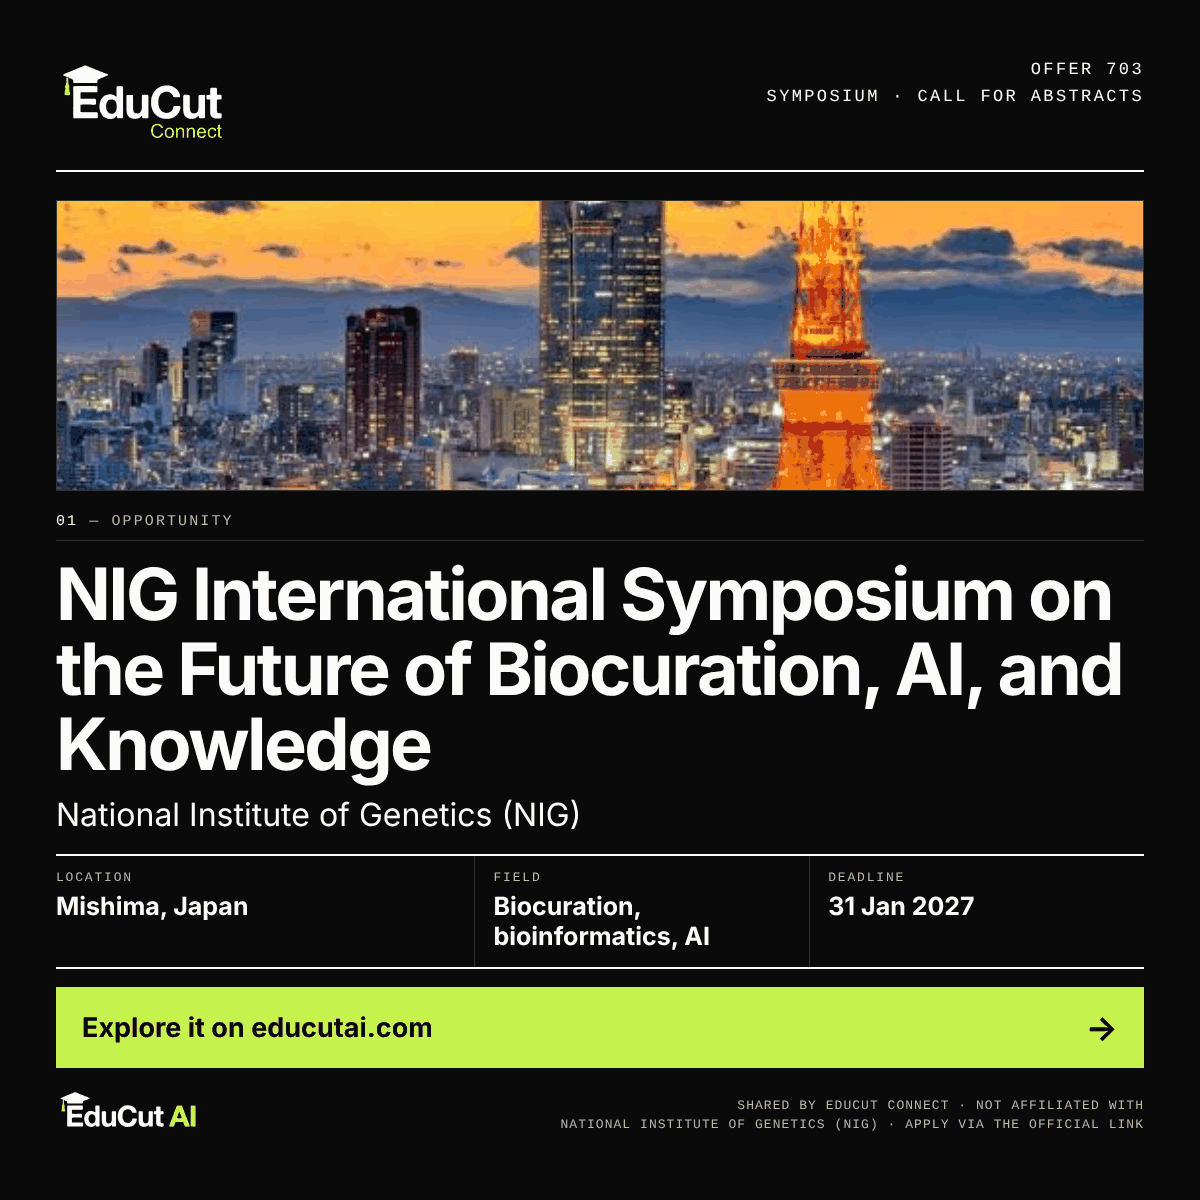 EduCut
Connect
OFFER 703
SYMPOSIUM · CALL FOR ABSTRACTS
01 — OPPORTUNITY
NIG International Symposium on
the Future of Biocuration, AI, and
Knowledge
National Institute of Genetics (NIG)
LOCATION
Mishima, Japan
FIELD
Biocuration,
bioinformatics, AI
DEADLINE
31 Jan 2027
Explore it on educutai.com →
EduCut AI
SHARED BY EDUCUT CONNECT · NOT AFFILIATED WITH
NATIONAL INSTITUTE OF GENETICS (NIG) · APPLY VIA THE OFFICIAL LINK